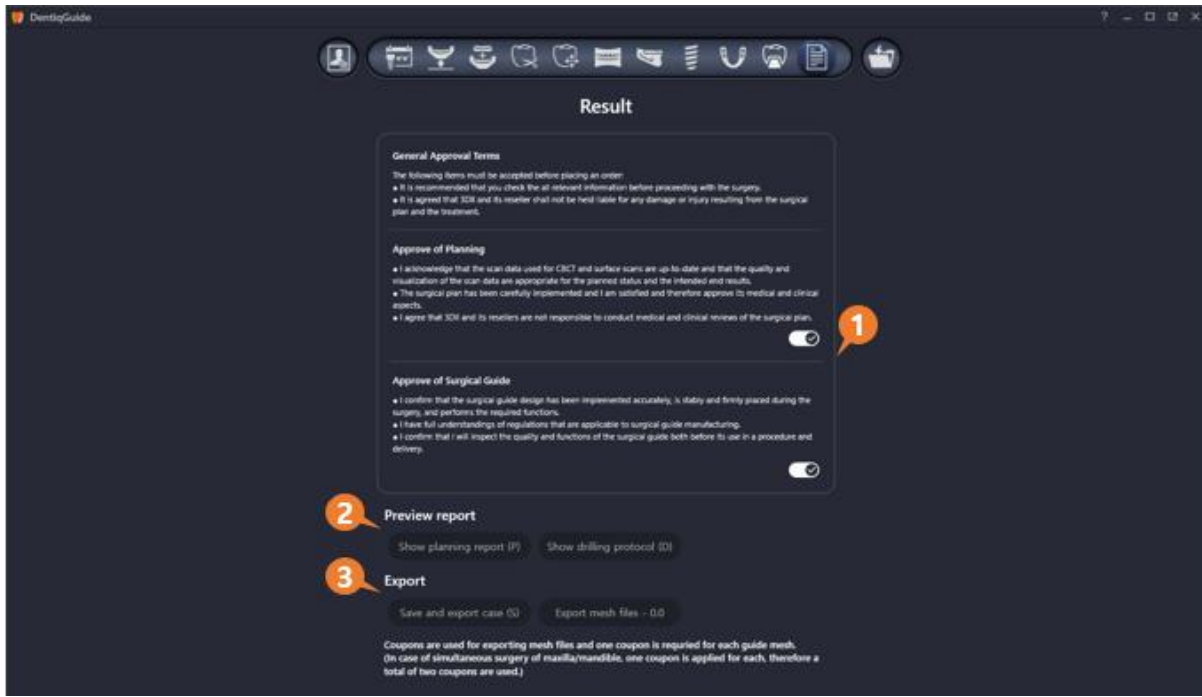 DentiqGuide
?
Result
General Approval Terms
The following items must be accepted before placing an order:
● It is recommended that you check the all relevant information before proceeding with the surgery.
● It is agreed that 3DII and its reseller shall not be held liable for any damage or injury resulting from the surgical
plan and the treatment.
Approve of Planning
● I acknowledge that the scan data used for CBCT and surface scans are up-to-date and that the quality and
visualization of the scan data are appropriate for the planned status and the intended end results.
● The surgical plan has been carefully implemented and I am satisfied and therefore approve its medical and clinical
aspects.
● I agree that 3DII and its resellers are not responsible to conduct medical and clinical reviews of the surgical plan.
1
Approve of Surgical Guide
● I confirm that the surgical guide design has been implemented accurately, is stably and firmly placed during the
surgery, and performs the required functions.
● I have full understandings of regulations that are applicable to surgical guide manufacturing.
● I confirm that I will inspect the quality and functions of the surgical guide both before its use in a procedure and
delivery.
2
Preview report
Show planning report (P) Show drilling protocol (D)
3
Export
Save and export case (S) Export mesh files - 0.0
Coupons are used for exporting mesh files and one coupon is requried for each guide mesh.
(In case of simultaneous surgery of maxilla/mandible, one coupon is applied for each, therefore a
total of two coupons are used.)